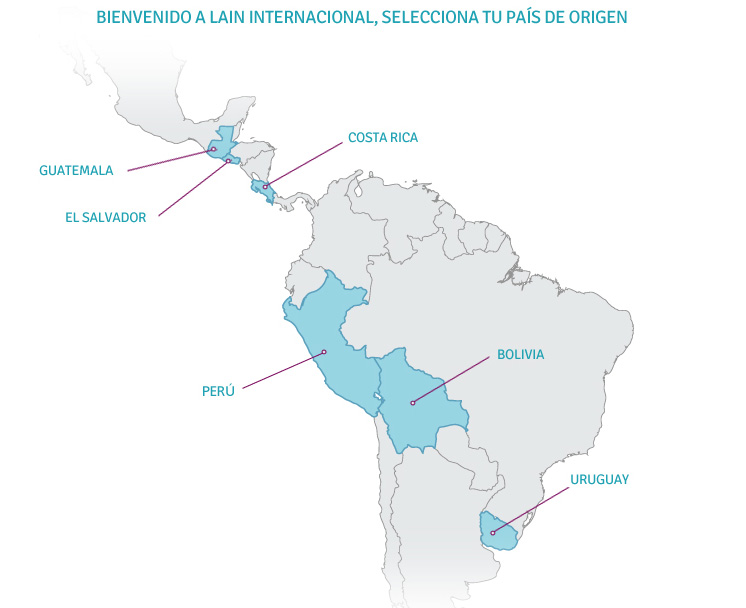 BIENVENIDO A LAIN INTERNACIONAL, SELECCIONA TU PAÍS DE ORIGEN
COSTA RICA
GUATEMALA
EL SALVADOR
BOLIVIA
PERÚ
URUGUAY